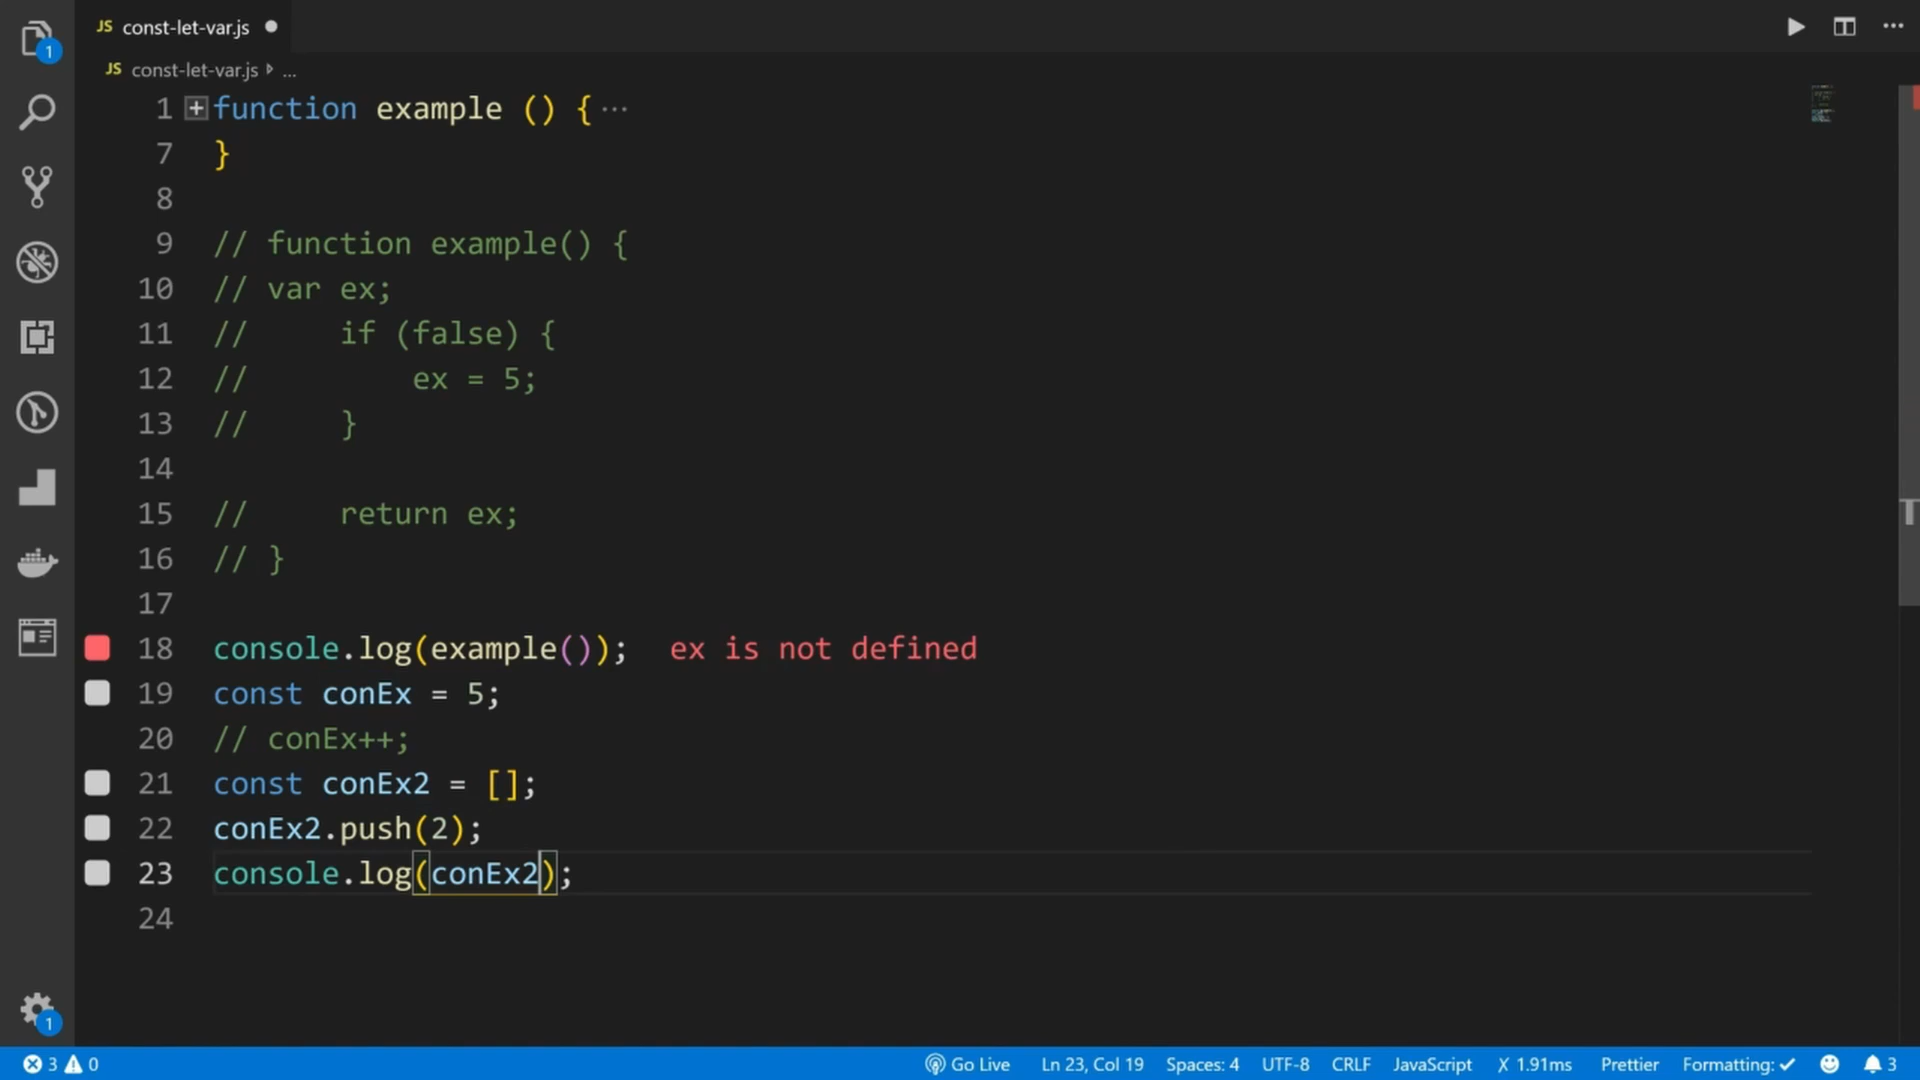 JS const-let-var.js
JS const-let-var.js ...
1 function example () { ...
7 }
8
9 // function example() {
10 // var ex;
11 //     if (false) {
12 //         ex = 5;
13 //     }
14
15 //     return ex;
16 // }
17
18 console.log(example());  ex is not defined
19 const conEx = 5;
20 // conEx++;
21 const conEx2 = [];
22 conEx2.push(2);
23 console.log(conEx2);
24
1
1
3 0 Go Live Ln 23, Col 19 Spaces: 4 UTF-8 CRLF JavaScript X 1.91ms Prettier Formatting: ✓ 3